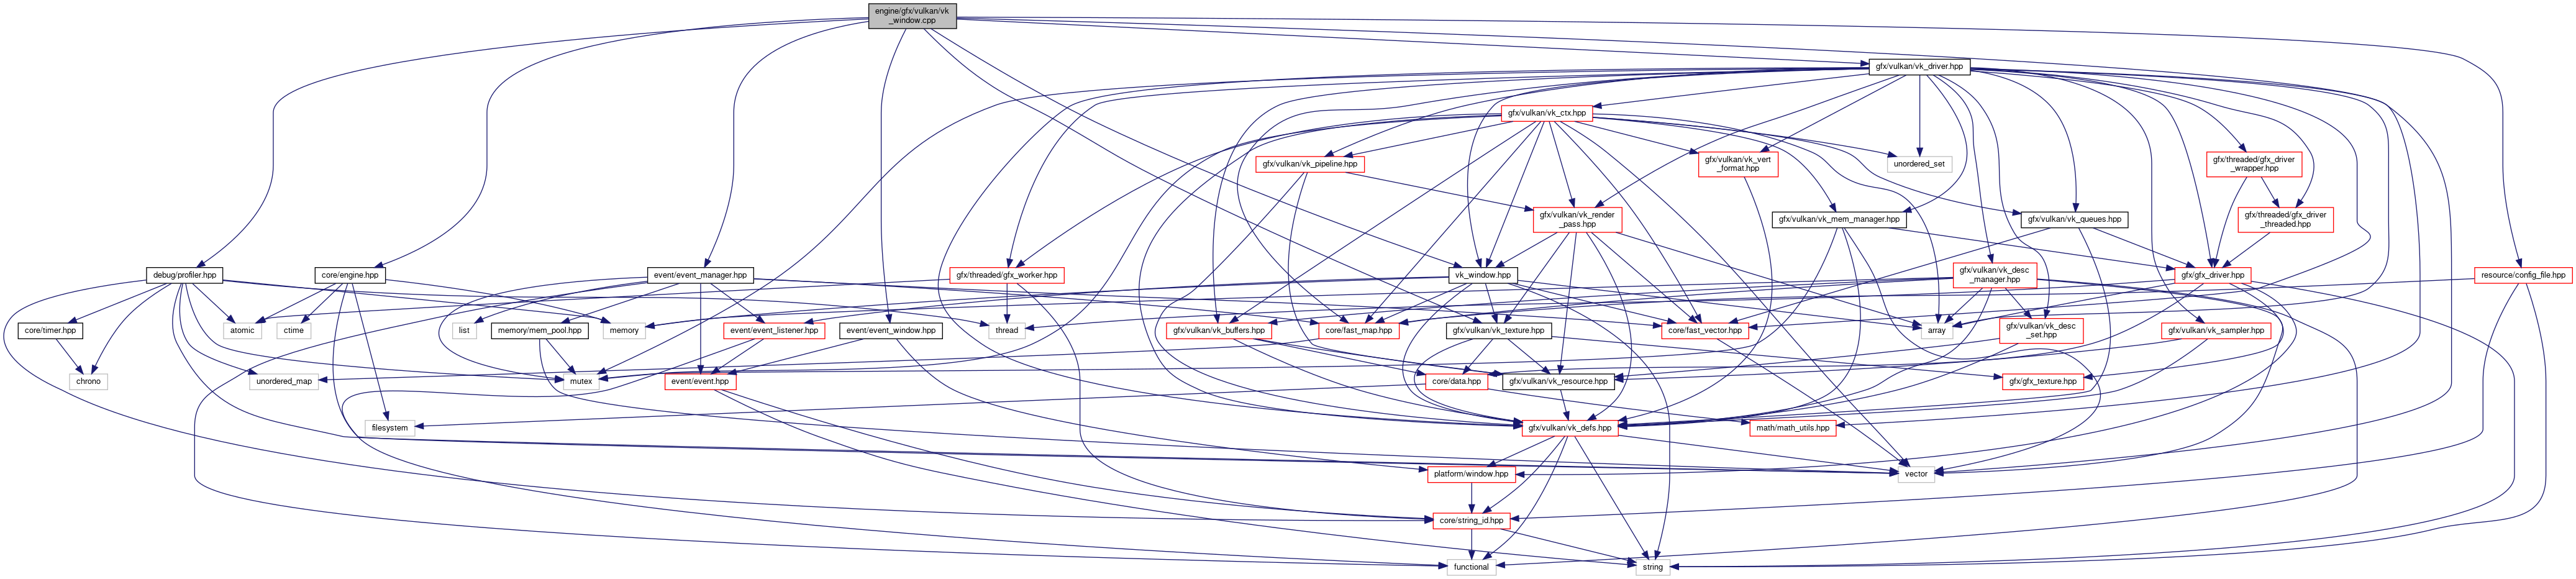 engine/gfx/vulkan/vk
_window.cpp
gfx/vulkan/vk_driver.hpp
gfx/vulkan/vk_ctx.hpp
gfx/vulkan/vk_pipeline.hpp
gfx/vulkan/vk_vert
_format.hpp
unordered_set
gfx/threaded/gfx_driver
_wrapper.hpp
gfx/vulkan/vk_render
_pass.hpp
gfx/vulkan/vk_mem_manager.hpp
gfx/vulkan/vk_queues.hpp
gfx/threaded/gfx_driver
_threaded.hpp
debug/profiler.hpp
core/engine.hpp
event/event_manager.hpp
gfx/threaded/gfx_worker.hpp
vk_window.hpp
gfx/vulkan/vk_desc
_manager.hpp
gfx/gfx_driver.hpp
resource/config_file.hpp
core/timer.hpp
atomic
ctime
list
memory/mem_pool.hpp
memory
event/event_listener.hpp
event/event_window.hpp
thread
gfx/vulkan/vk_buffers.hpp
core/fast_map.hpp
gfx/vulkan/vk_texture.hpp
core/fast_vector.hpp
array
gfx/vulkan/vk_desc
_set.hpp
gfx/vulkan/vk_sampler.hpp
chrono
unordered_map
mutex
event/event.hpp
core/data.hpp
gfx/vulkan/vk_resource.hpp
gfx/gfx_texture.hpp
filesystem
gfx/vulkan/vk_defs.hpp
math/math_utils.hpp
platform/window.hpp
vector
core/string_id.hpp
functional
string